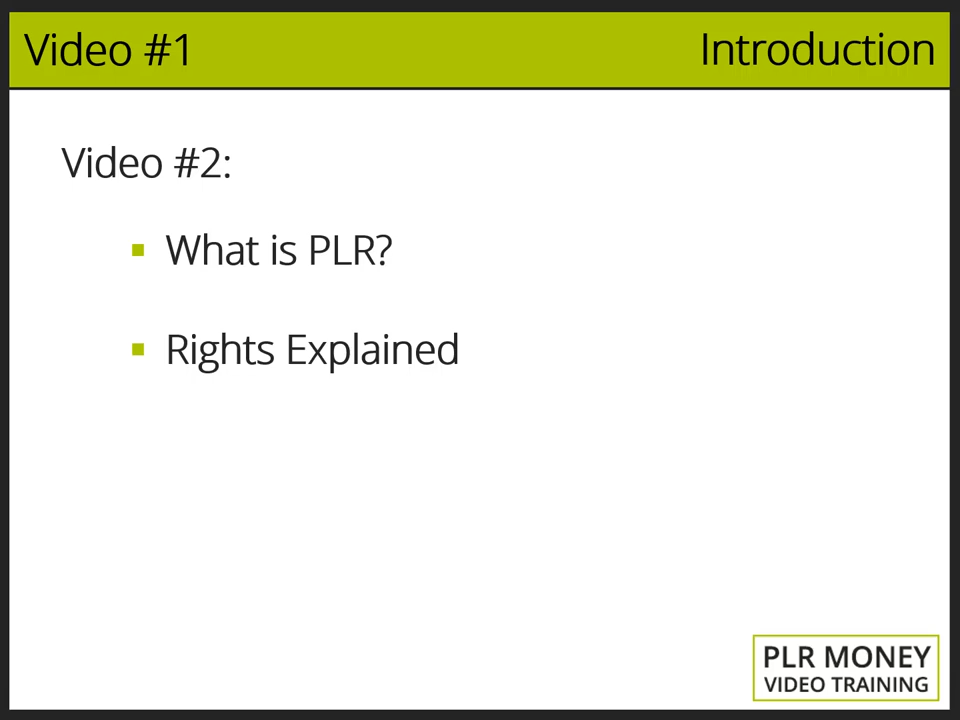 Video #1
Introduction
Video #2:
What is PLR?
Rights Explained
PLR MONEY
VIDEO TRAINING